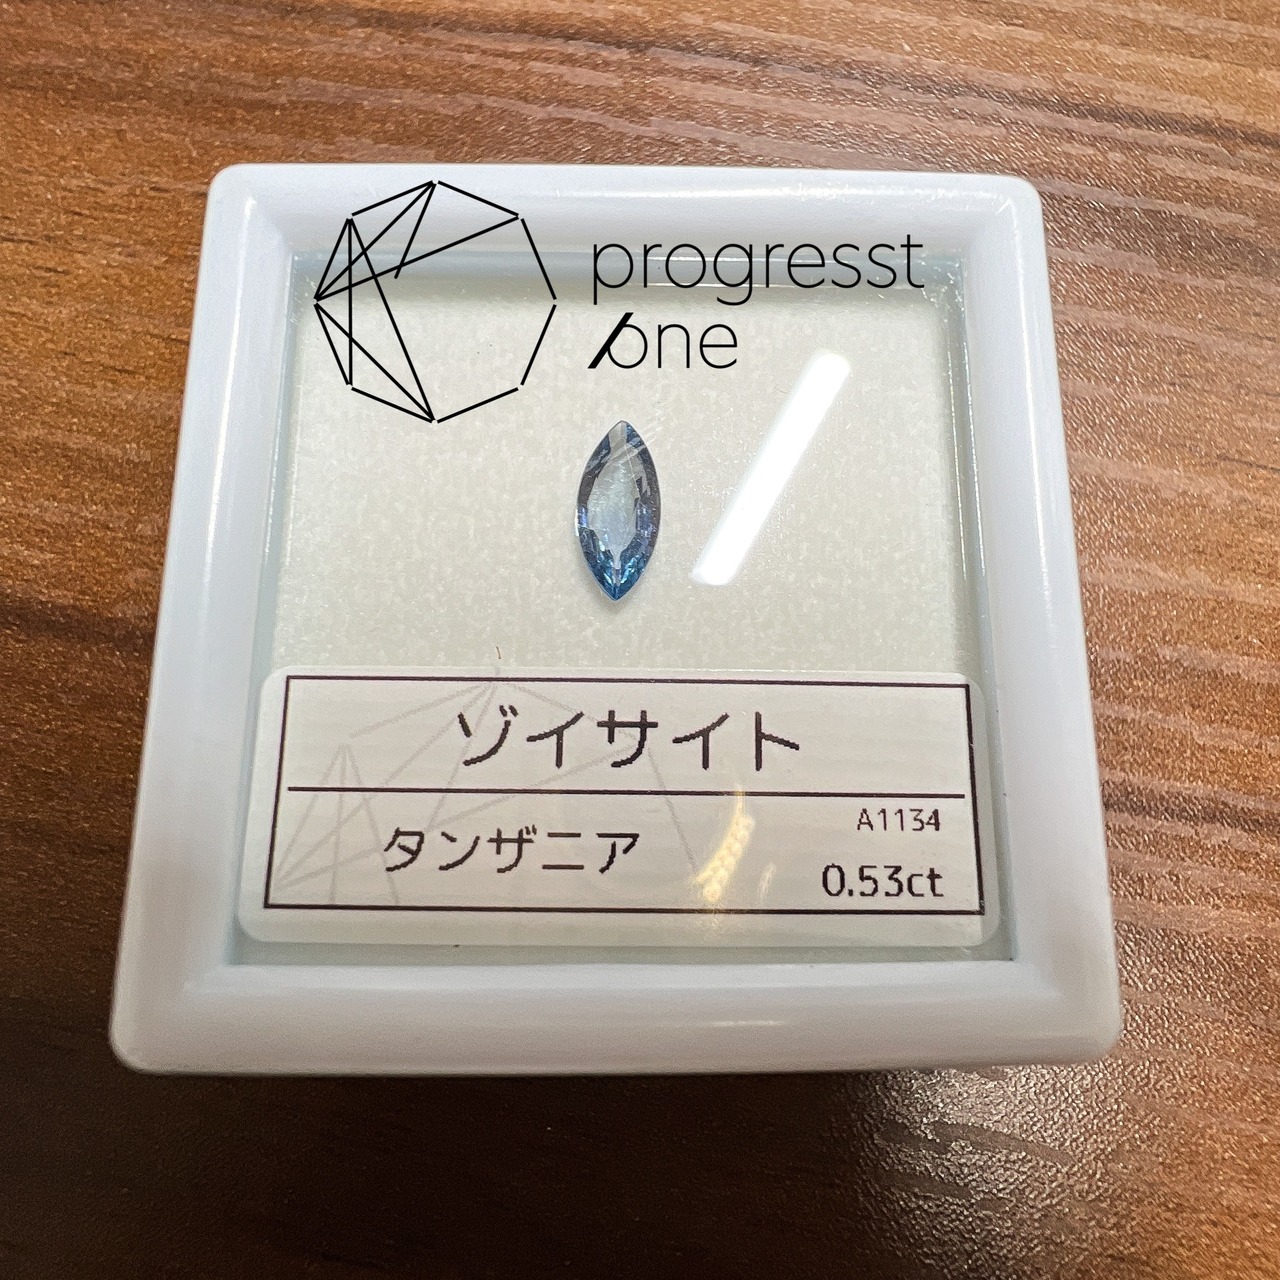 progresst
one
ゾイサイト
タンザニア
A1134
0.53ct